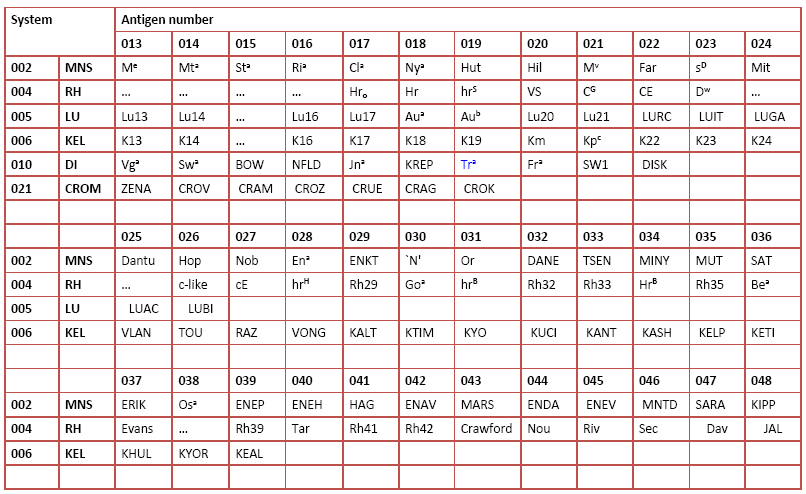 System Antigen number
013 014 015 016 017 018 019 020 021 022 023 024
002 MNS Mᵉ Mtᵃ Stᵃ Riᵃ Clᵃ Nyᵃ Hut Hil Mᵛ Far sᴰ Mit
004 RH … … … … Hr₀ Hr hrˢ VS Cᴳ CE Dʷ …
005 LU Lu13 Lu14 … Lu16 Lu17 Auᵃ Auᵇ Lu20 Lu21 LURC LUIT LUGA
006 KEL K13 K14 … K16 K17 K18 K19 Km Kpᶜ K22 K23 K24
010 DI Vgᵃ Swᵃ BOW NFLD Jnᵃ KREP Trᵃ Frᵃ SW1 DISK
021 CROM ZENA CROV CRAM CROZ CRUE CRAG CROK
025 026 027 028 029 030 031 032 033 034 035 036
002 MNS Dantu Hop Nob Enᵃ ENKT `N' Or DANE TSEN MINY MUT SAT
004 RH … c-like cE hrᴴ Rh29 Goᵃ hrᴮ Rh32 Rh33 Hrᴮ Rh35 Beᵃ
005 LU LUAC LUBI
006 KEL VLAN TOU RAZ VONG KALT KTIM KYO KUCI KANT KASH KELP KETI
037 038 039 040 041 042 043 044 045 046 047 048
002 MNS ERIK Osᵃ ENEP ENEH HAG ENAV MARS ENDA ENEV MNTD SARA KIPP
004 RH Evans … Rh39 Tar Rh41 Rh42 Crawford Nou Riv Sec Dav JAL
006 KEL KHUL KYOR KEAL